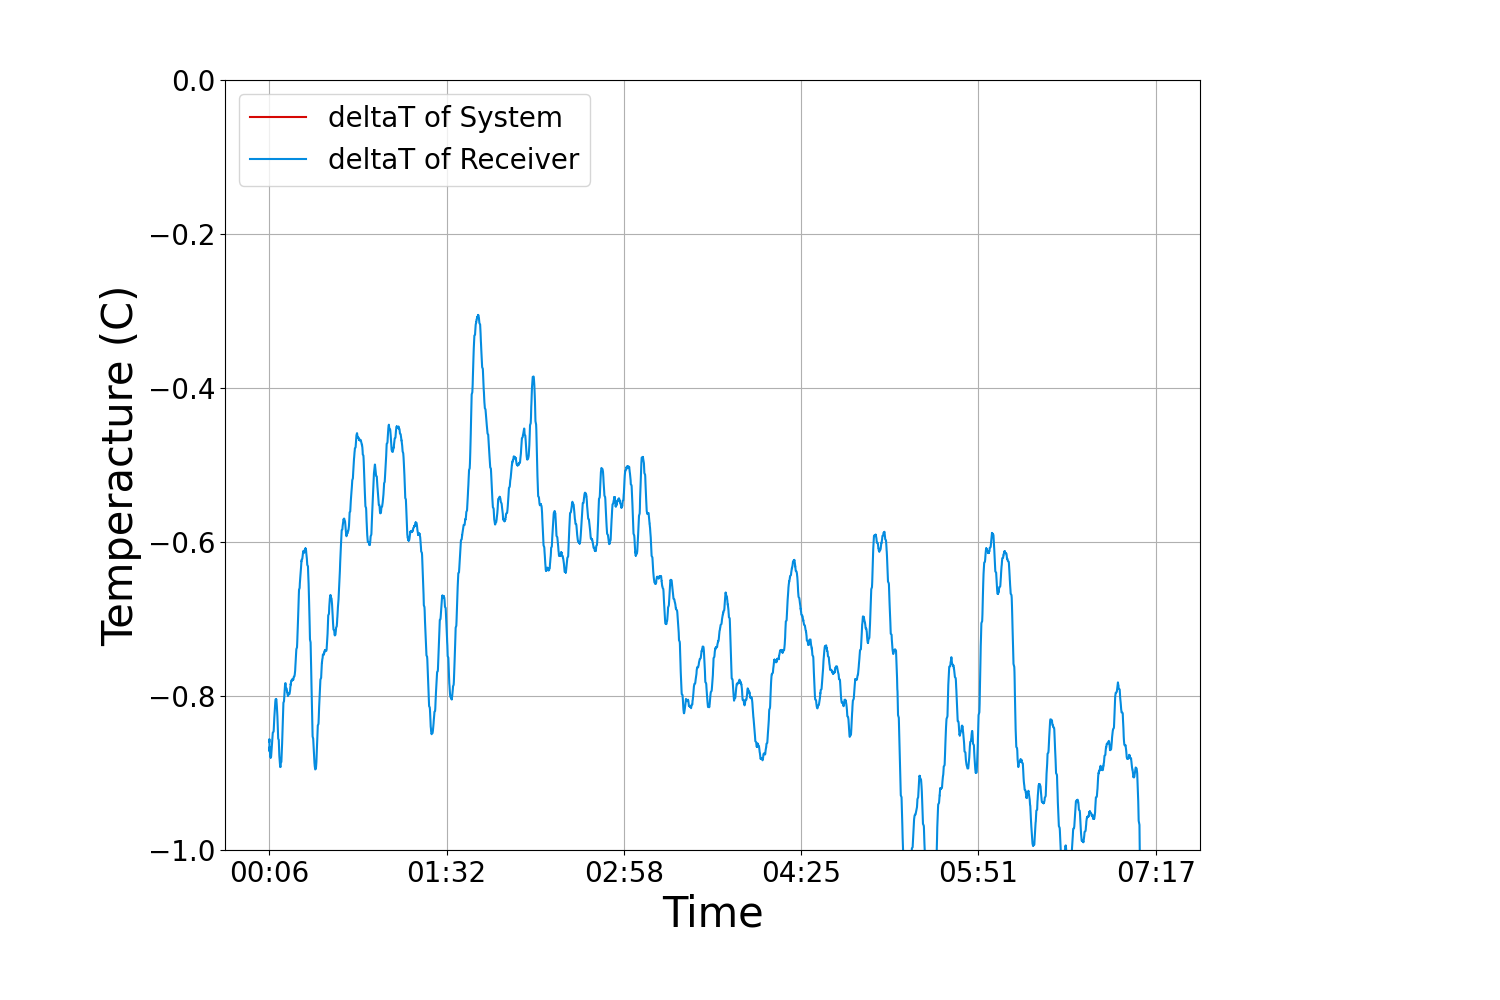 0.0
deltaT of System
deltaT of Receiver
−0.2
−0.4
−0.6
−0.8
−1.0
Temperacture (C)
00:06 01:32 02:58 04:25 05:51 07:17
Time